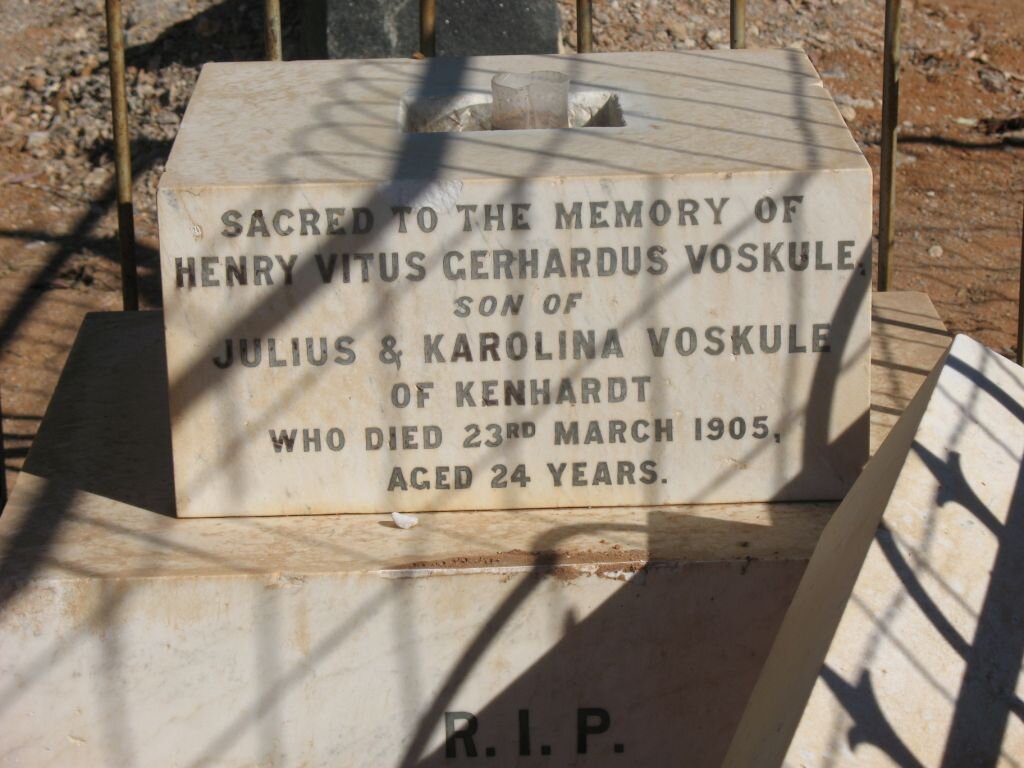 SACRED TO THE MEMORY OF
HENRY VITUS GERHARDUS VOSKULE,
SON OF
JULIUS & KAROLINA VOSKULE
OF KENHARDT
WHO DIED 23RD MARCH 1905,
AGED 24 YEARS.
R. I. P.